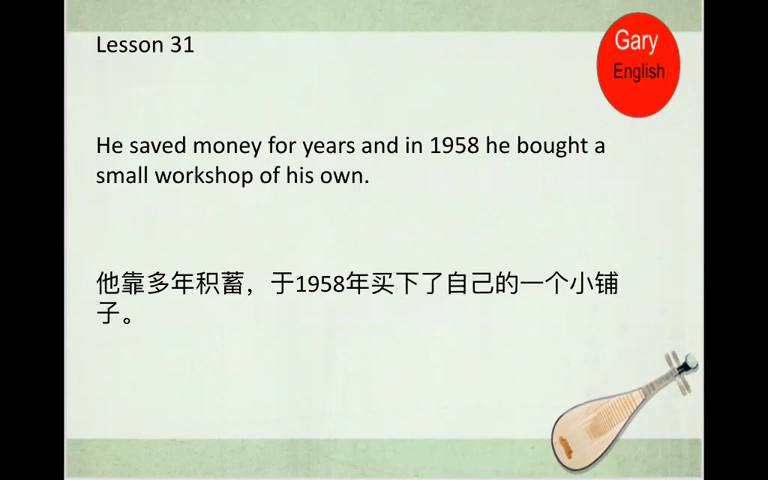 Lesson 31
Gary
English
He saved money for years and in 1958 he bought a
small workshop of his own.
他靠多年积蓄，于1958年买下了自己的一个小铺
子。